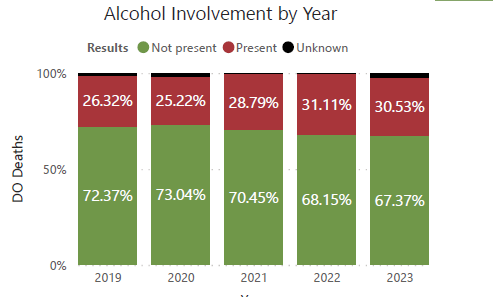 Alcohol Involvement by Year
Results Not present Present Unknown
100%
26.32% 25.22% 28.79% 31.11% 30.53%
DO Deaths
50%
72.37% 73.04% 70.45% 68.15% 67.37%
0%
2019 2020 2021 2022 2023